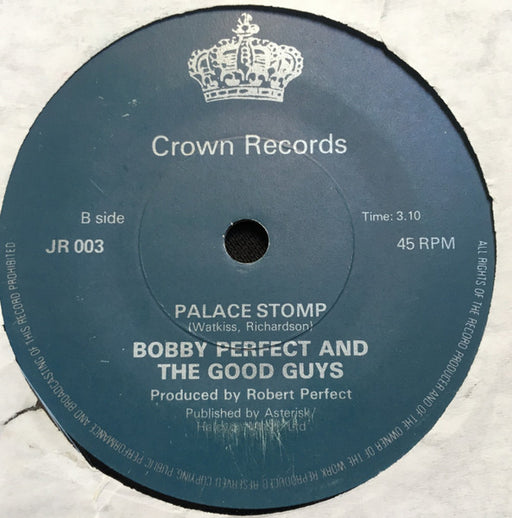 Crown Records
B side
Time: 3.10
JR 003
45 RPM
PALACE STOMP
(Watkiss, Richardson)
BOBBY PERFECT AND
THE GOOD GUYS
Produced by Robert Perfect
Published by Asterisk/
Ltd
ALL RIGHTS OF THE RECORD PRODUCER AND OF THE OWNER OF THE WORK REPRODUCED RESERVED COPYING, PUBLIC PERFORMANCE AND BROADCASTING OF THIS RECORD PROHIBITED